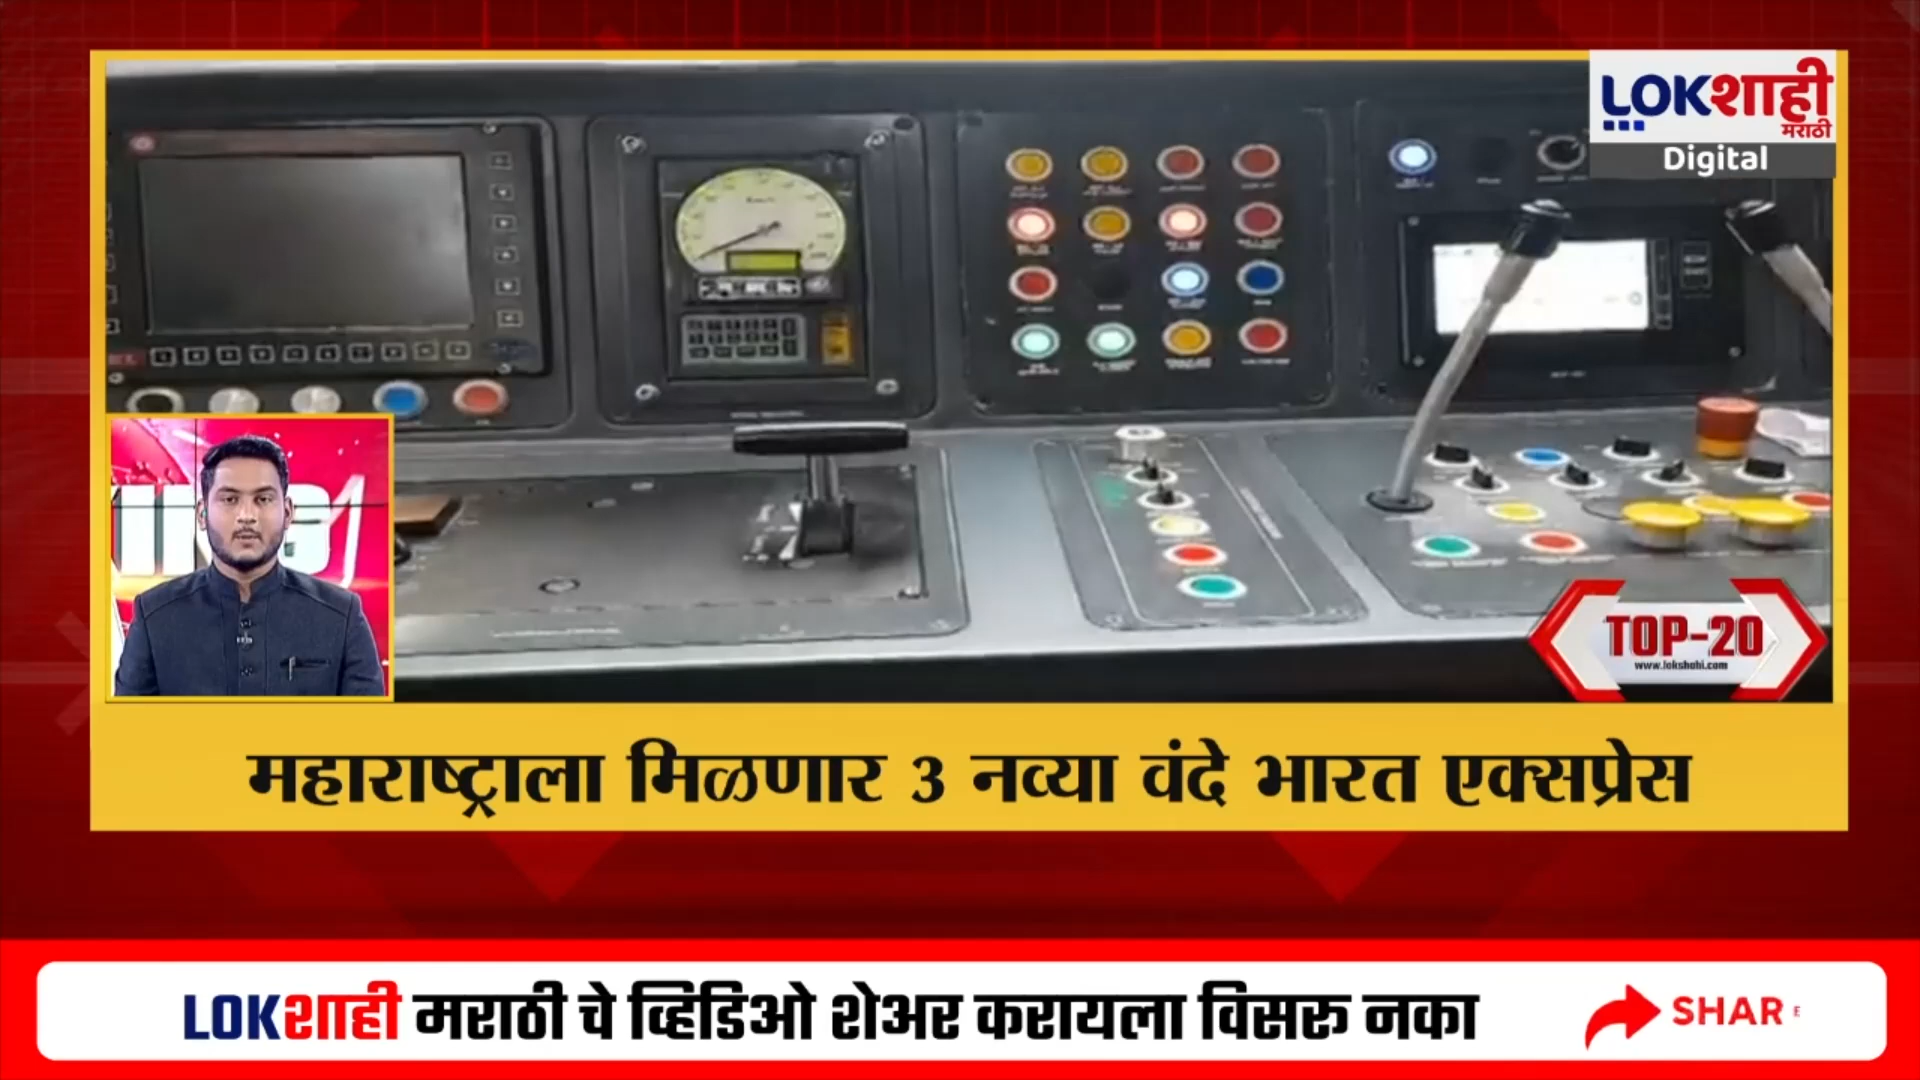 LOKशाही
मराठी
Digital
TOP-20
www.lokshahi.com
महाराष्ट्राला मिळणार 3 नव्या वंदे भारत एक्सप्रेस
LOKशाही मराठी चे व्हिडिओ शेअर करायला विसरू नका
SHARE